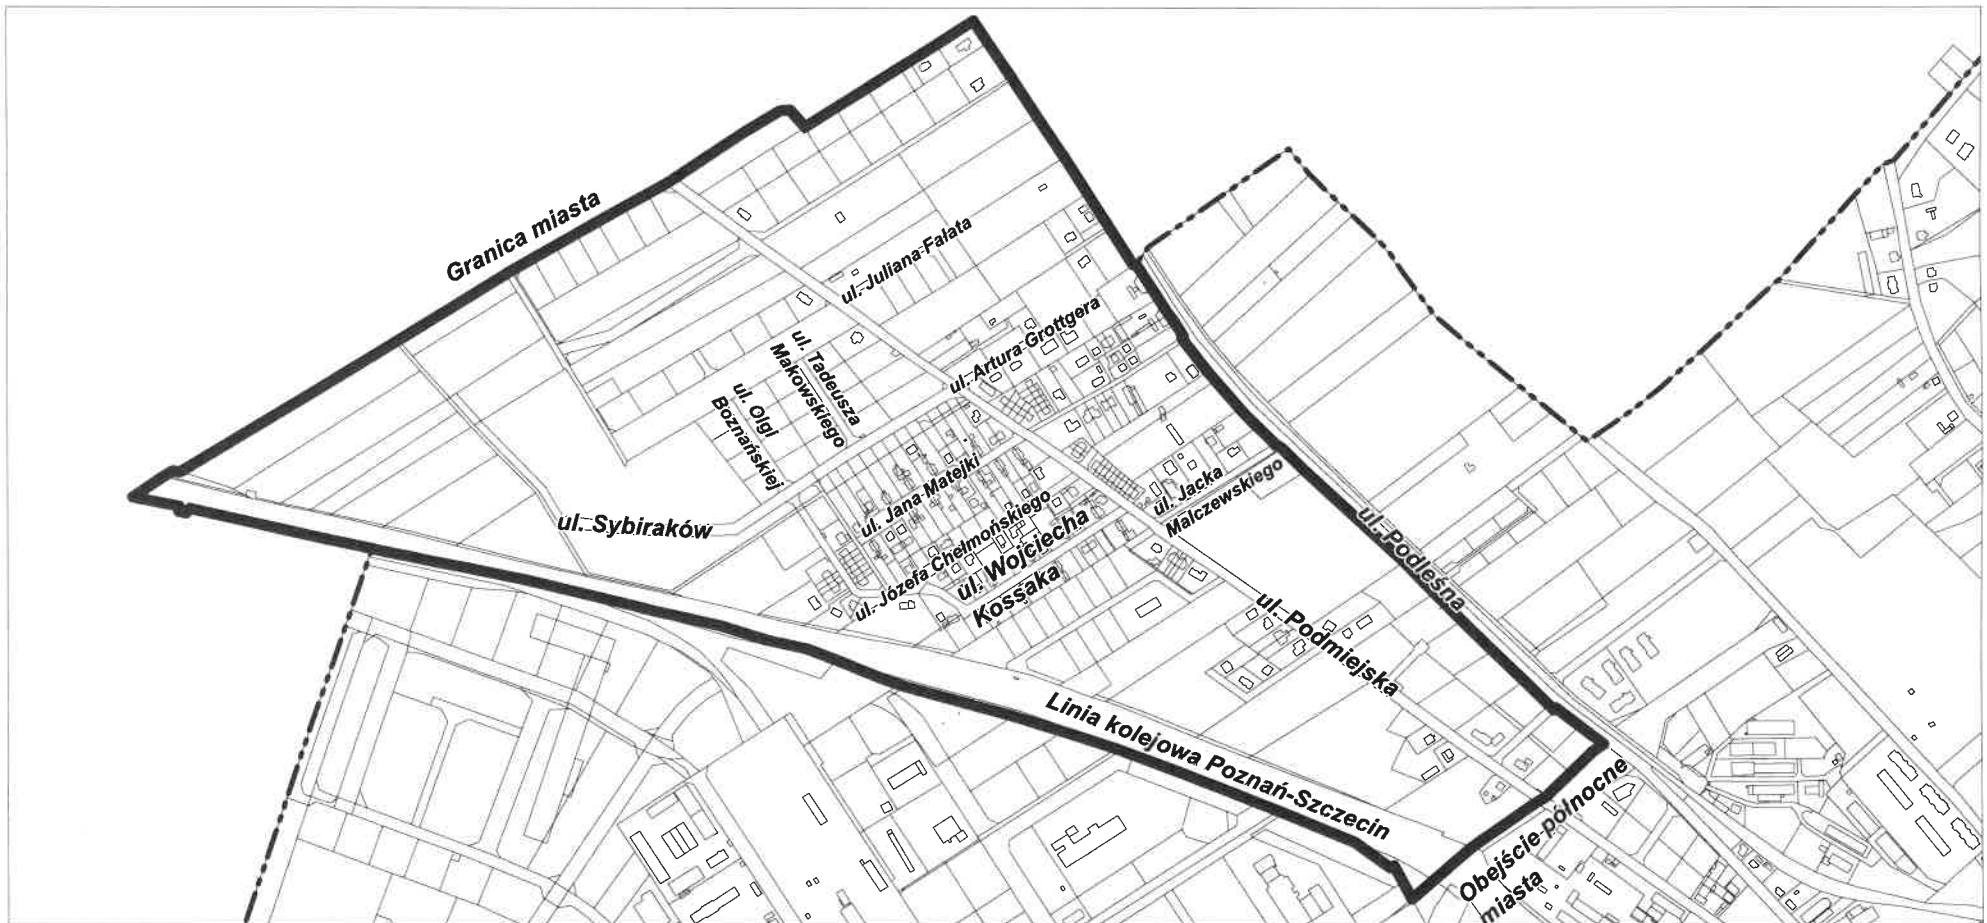 Granica miasta
ul. Juliana Fałata
ul. Artura Grottgera
ul. Tadeusza
Makowskiego
ul. Olgi
Boznańskiej
ul. Jana Matejki
ul. Jacka
Malczewskiego
ul. Józefa Chełmońskiego
ul. Wojciecha
Kossaka
ul. Sybiraków
ul. Podleśna
ul. Podmiejska
Linia kolejowa Poznań-Szczecin
Obejście północne
miasta